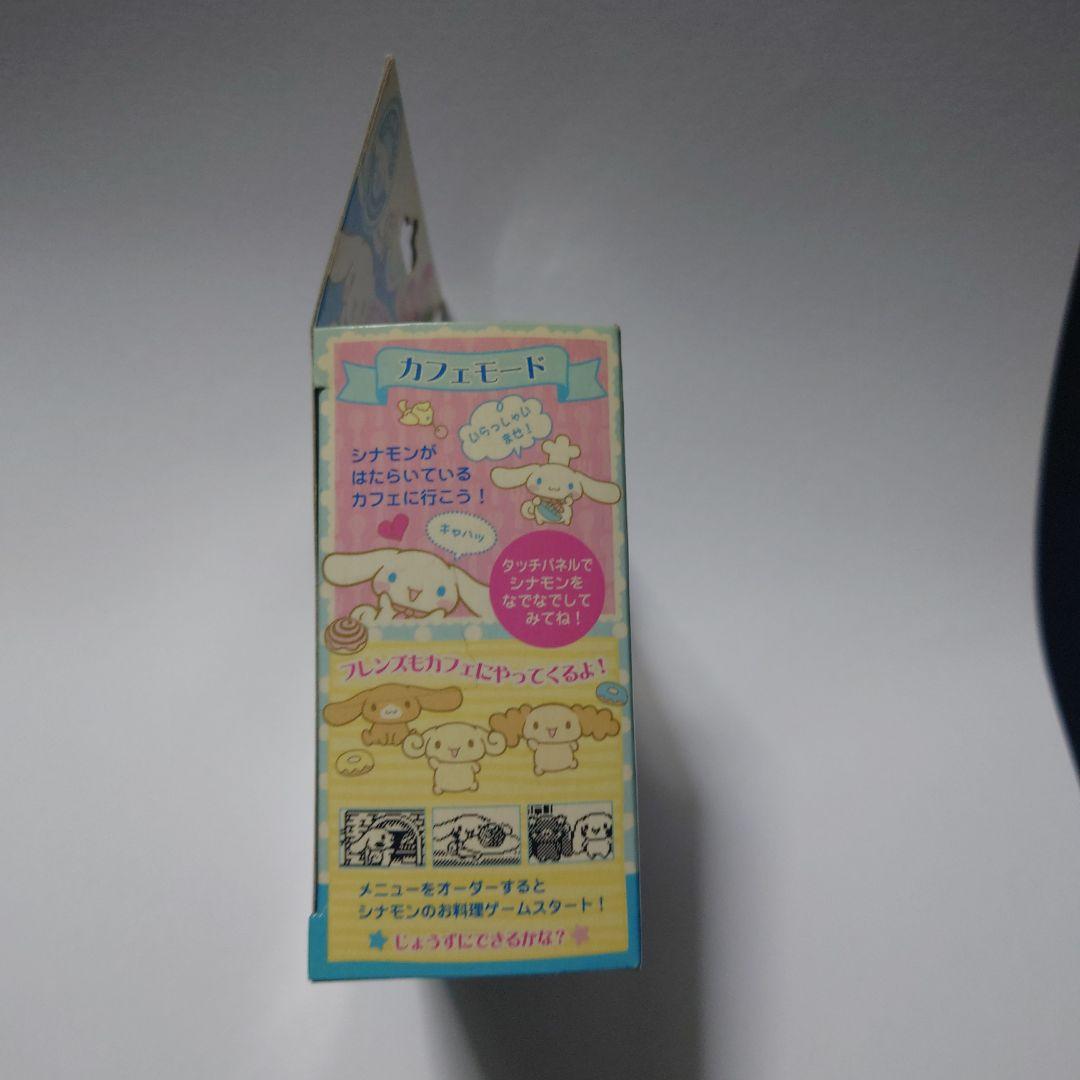 カフェモード
いらっしゃい
ませ！
シナモンが
はたらいている
カフェに行こう！
キャハッ
タッチパネルで
シナモンを
なでなでして
みてね！
フレンズもカフェにやってくるよ！
メニューをオーダーすると
シナモンのお料理ゲームスタート！
じょうずにできるかな？